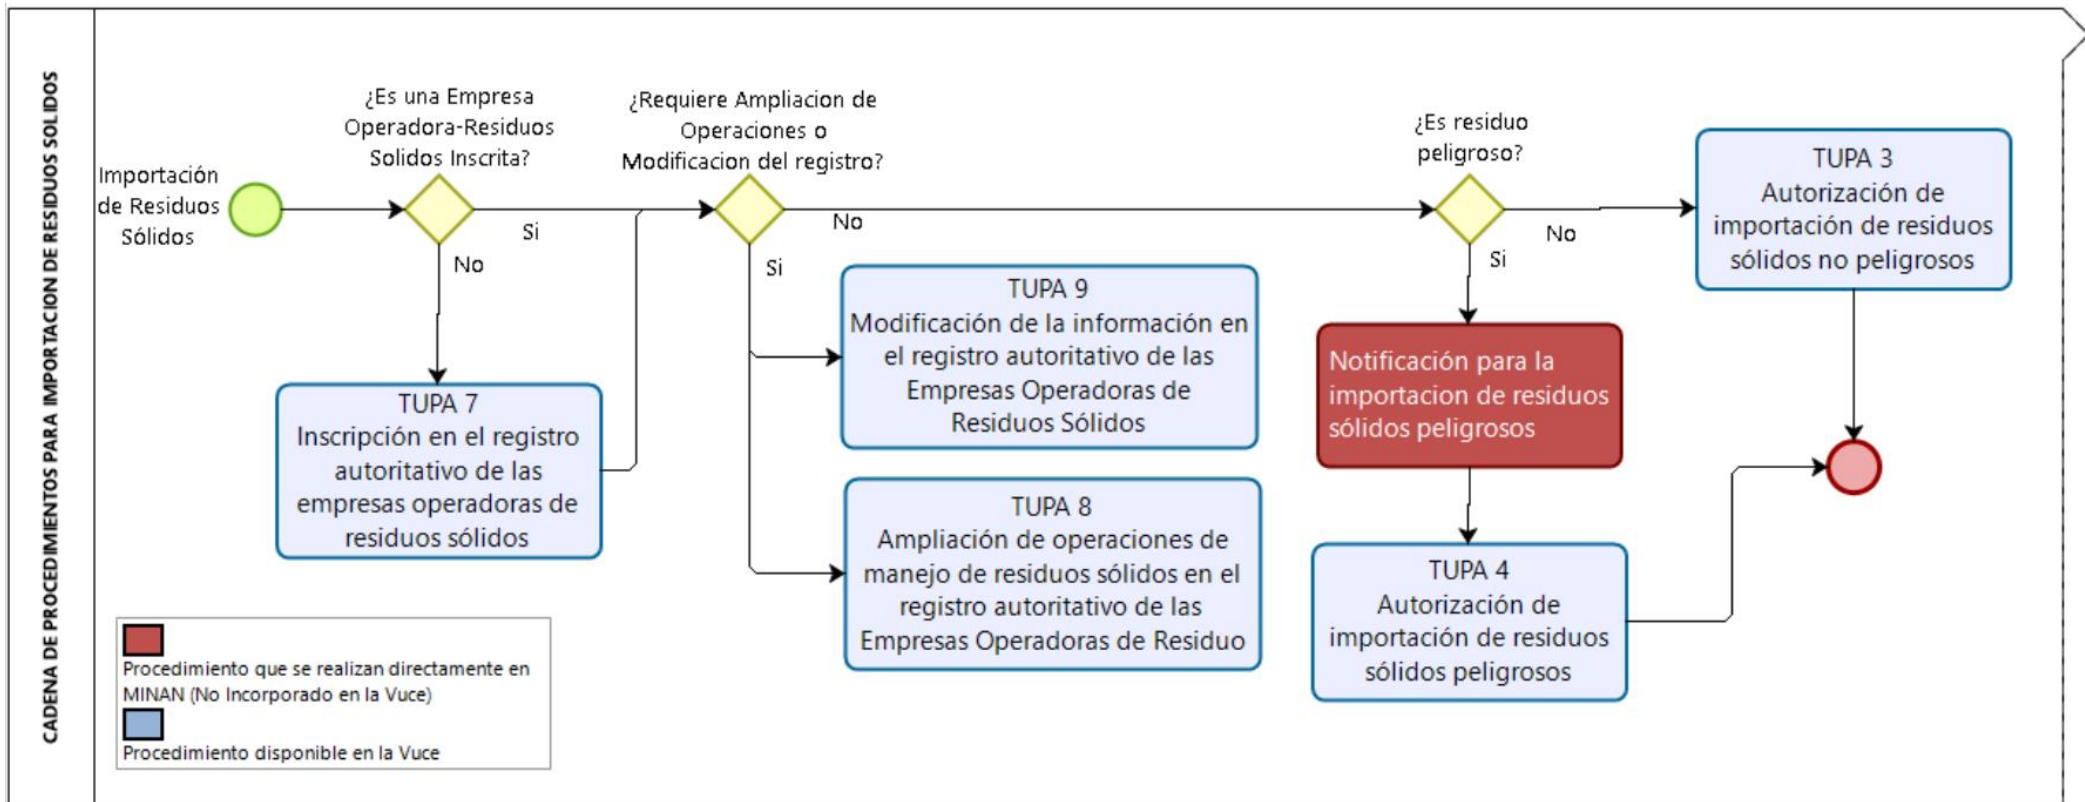 CADENA DE PROCEDIMIENTOS PARA IMPORTACION DE RESIDUOS SOLIDOS
Importación
de Residuos
Sólidos
¿Es una Empresa
Operadora-Residuos
Solidos Inscrita?
Si
No
TUPA 7
Inscripción en el registro
autoritativo de las
empresas operadoras de
residuos sólidos
¿Requiere Ampliacion de
Operaciones o
Modificacion del registro?
No
Si
TUPA 9
Modificación de la información en
el registro autoritativo de las
Empresas Operadoras de
Residuos Sólidos
TUPA 8
Ampliación de operaciones de
manejo de residuos sólidos en el
registro autoritativo de las
Empresas Operadoras de Residuo
¿Es residuo
peligroso?
No
Si
TUPA 3
Autorización de
importación de residuos
sólidos no peligrosos
Notificación para la
importacion de residuos
sólidos peligrosos
TUPA 4
Autorización de
importación de residuos
sólidos peligrosos
Procedimiento que se realizan directamente en
MINAN (No Incorporado en la Vuce)
Procedimiento disponible en la Vuce